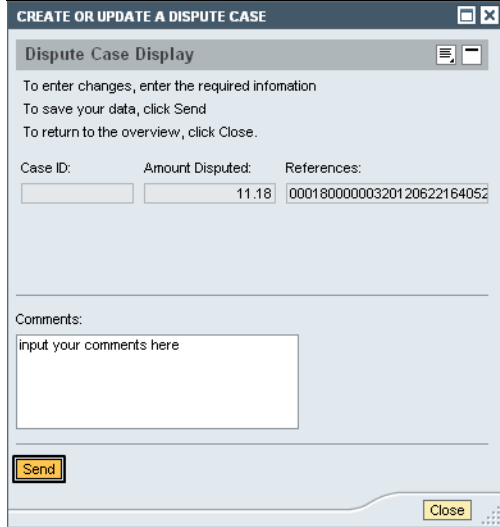 CREATE OR UPDATE A DISPUTE CASE
Dispute Case Display
To enter changes, enter the required infomation
To save your data, click Send
To return to the overview, click Close.
Case ID: Amount Disputed: References:
11.18 000180000000320120622164052
Comments:
input your comments here
Send
Close